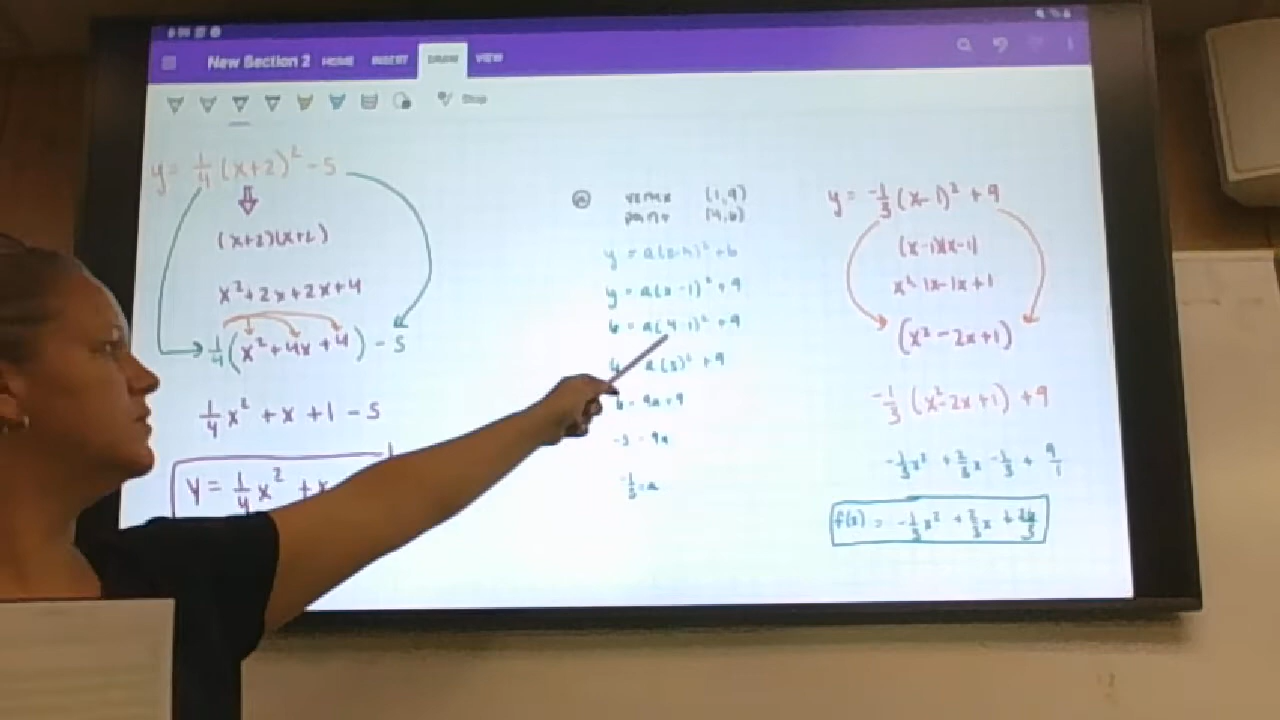 New Section 2 HOME INSERT DRAW VIEW
Stop
y = 1/4 (x+2)² - 5
(x+2)(x+2)
x² + 2x + 2x + 4
1/4 (x² + 4x + 4) - 5
1/4 x² + x + 1 - 5
y = 1/4 x² + x
vertex (1,9)
point (4,6)
y = a(x-h)² + k
y = a(x-1)² + 9
6 = a(4-1)² + 9
a(3)² + 9
6 = 9a + 9
-3 = 9a
-1/3 = a
y = -1/3 (x-1)² + 9
(x-1)(x-1)
x² - 1x - 1x + 1
(x² - 2x + 1)
-1/3 (x² - 2x + 1) + 9
-1/3 x² + 2/3 x - 1/3 + 9/1
f(x) = -1/3 x² + 2/3 x + 26/3